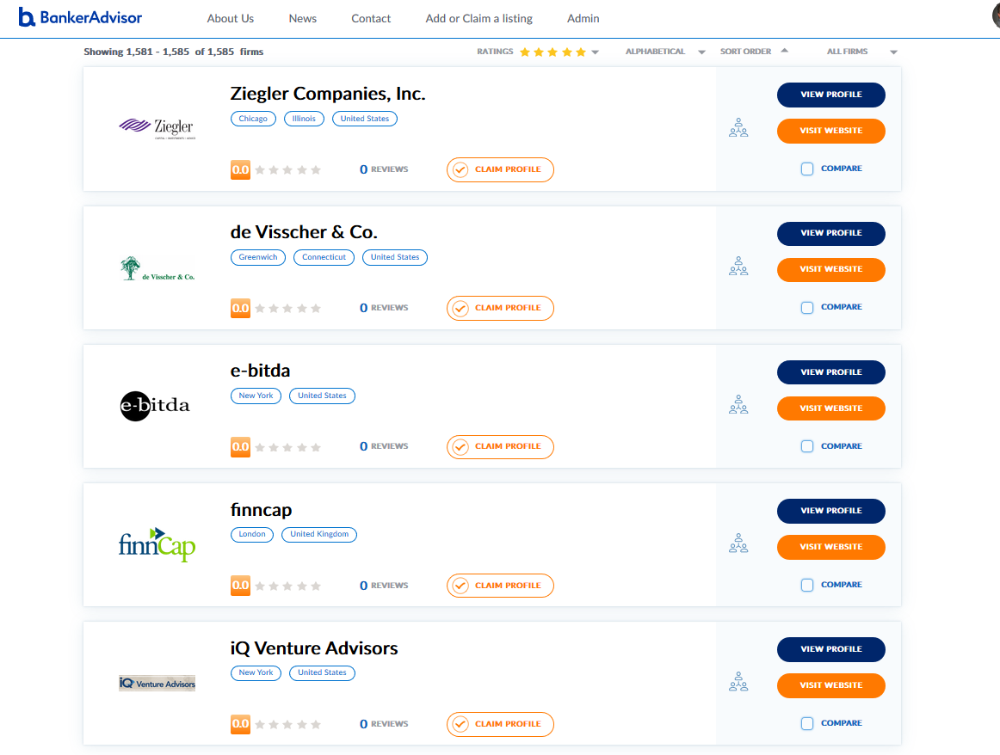 BankerAdvisor About Us News Contact Add or Claim a listing Admin
Showing 1,581 - 1,585 of 1,585 firms RATINGS ALPHABETICAL SORT ORDER ALL FIRMS
Ziegler Companies, Inc. VIEW PROFILE
Chicago Illinois United States
Ziegler VISIT WEBSITE
CAPITAL | INVESTMENTS | ADVICE
0.0 0 REVIEWS CLAIM PROFILE COMPARE
de Visscher & Co. VIEW PROFILE
Greenwich Connecticut United States
de Visscher & Co. VISIT WEBSITE
0.0 0 REVIEWS CLAIM PROFILE COMPARE
e-bitda VIEW PROFILE
New York United States
e-bitda VISIT WEBSITE
0.0 0 REVIEWS CLAIM PROFILE COMPARE
finncap VIEW PROFILE
London United Kingdom
finnCap VISIT WEBSITE
0.0 0 REVIEWS CLAIM PROFILE COMPARE
iQ Venture Advisors VIEW PROFILE
New York United States
iQ Venture Advisors VISIT WEBSITE
0.0 0 REVIEWS CLAIM PROFILE COMPARE